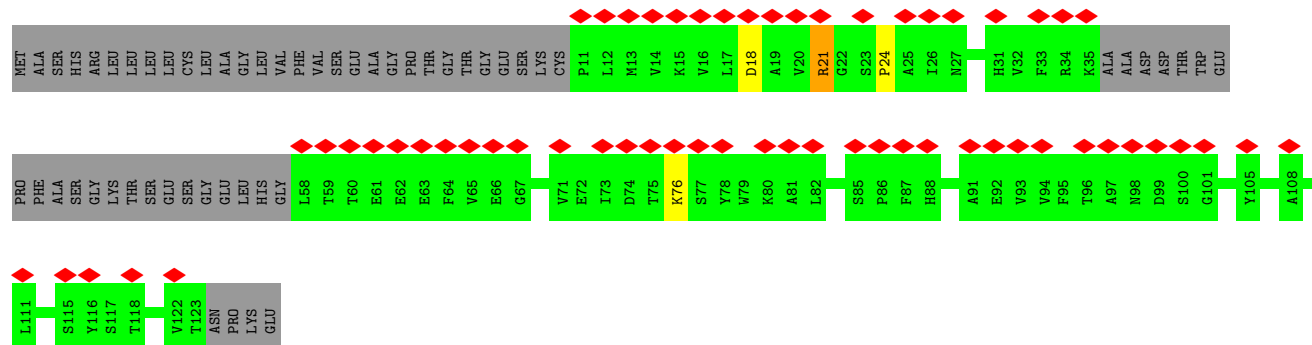 MET ALA SER HIS ARG LEU LEU LEU LEU CYS LEU ALA GLY LEU VAL PHE VAL SER GLU ALA GLY PRO THR GLY THR GLY GLU SER LYS CYS P11 L12 M13 V14 K15 V16 L17 D18 A19 V20 R21 G22 S23 P24 A25 I26 N27 H31 V32 F33 R34 K35 ALA ALA ASP ASP THR TRP GLU
PRO PHE ALA SER GLY LYS THR SER GLU SER GLY GLU LEU HIS GLY L58 T59 T60 E61 E62 E63 F64 V65 E66 G67 V71 E72 I73 D74 T75 K76 S77 Y78 W79 K80 A81 L82 S85 P86 F87 H88 A91 E92 V93 V94 F95 T96 A97 N98 D99 S100 G101 Y105 A108
L111 S115 Y116 S117 T118 V122 T123 ASN PRO LYS GLU